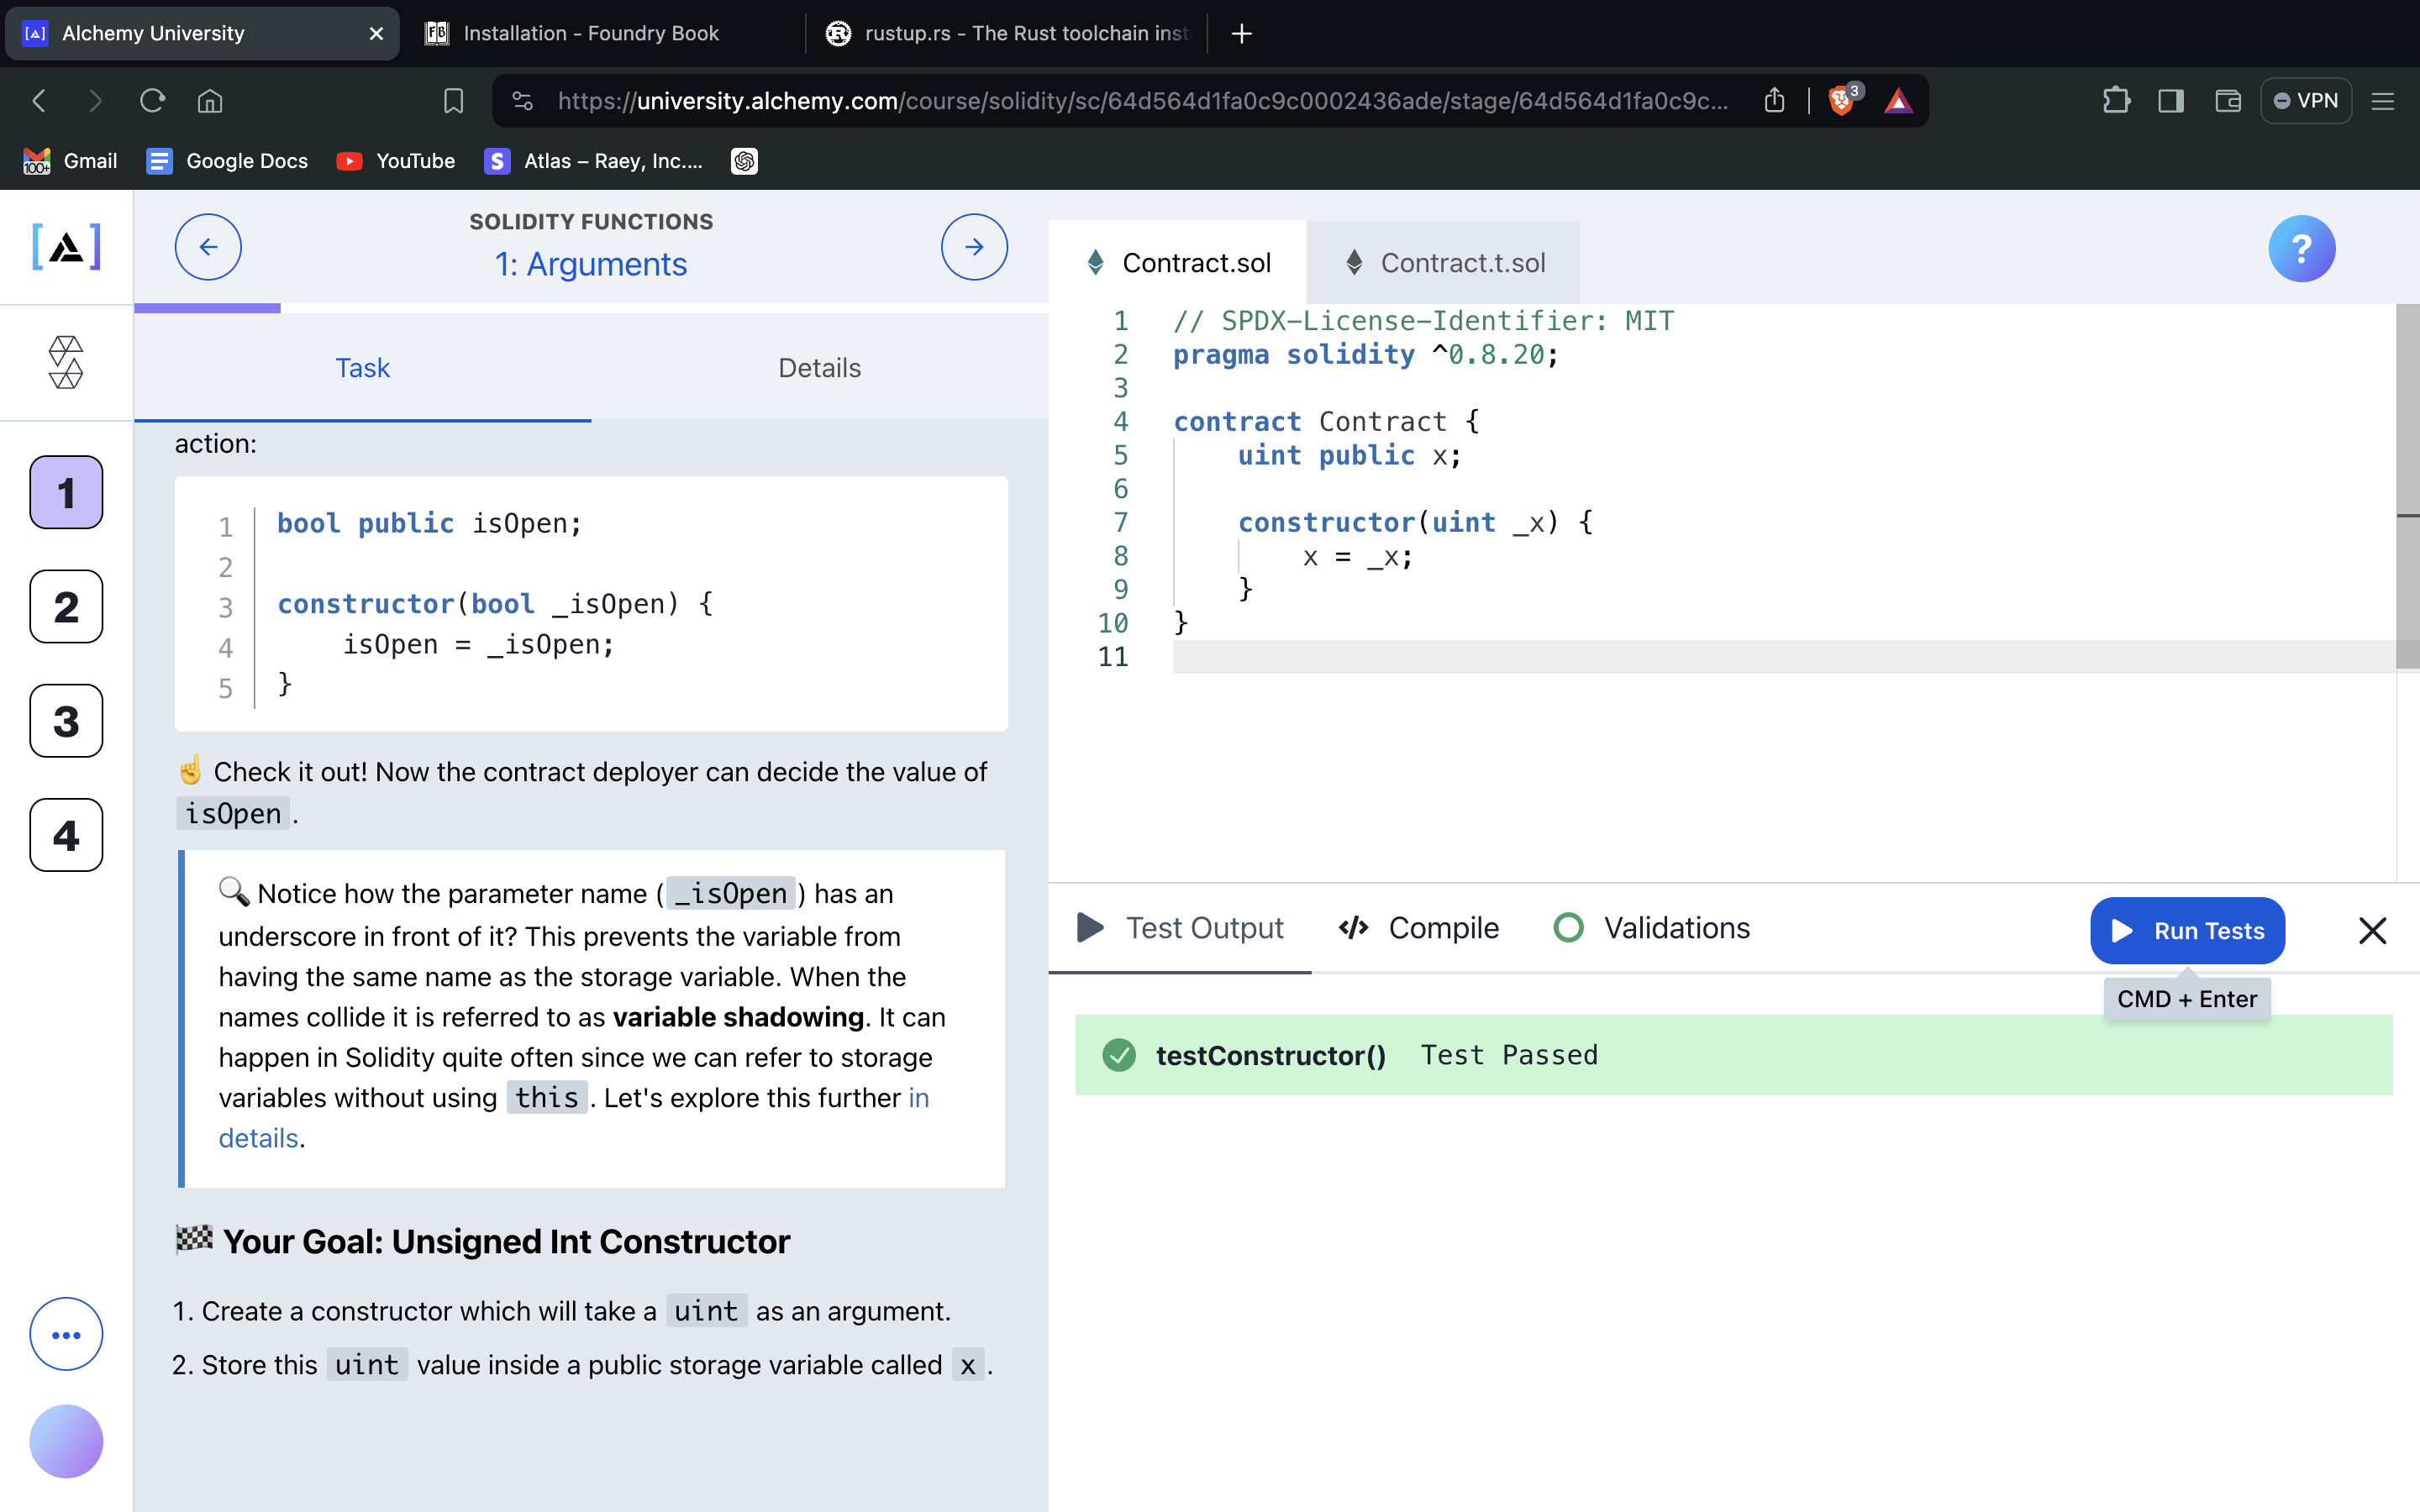 Alchemy University
Installation - Foundry Book
rustup.rs - The Rust toolchain inst
https://university.alchemy.com/course/solidity/sc/64d564d1fa0c9c0002436ade/stage/64d564d1fa0c9c...
3
VPN
100+
Gmail
Google Docs
YouTube
S
Atlas – Raey, Inc....
SOLIDITY FUNCTIONS
1: Arguments
Task
Details
1
2
3
4
action:
1 bool public isOpen;
2
3 constructor(bool _isOpen) {
4 isOpen = _isOpen;
5 }
☝️ Check it out! Now the contract deployer can decide the value of
isOpen.
🔍 Notice how the parameter name (_isOpen) has an
underscore in front of it? This prevents the variable from
having the same name as the storage variable. When the
names collide it is referred to as variable shadowing. It can
happen in Solidity quite often since we can refer to storage
variables without using this. Let's explore this further in
details.
🏁 Your Goal: Unsigned Int Constructor
1. Create a constructor which will take a uint as an argument.
2. Store this uint value inside a public storage variable called x.
Contract.sol
Contract.t.sol
?
1 // SPDX-License-Identifier: MIT
2 pragma solidity ^0.8.20;
3
4 contract Contract {
5 uint public x;
6
7 constructor(uint _x) {
8 x = _x;
9 }
10 }
11
Test Output
Compile
Validations
Run Tests
CMD + Enter
testConstructor() Test Passed